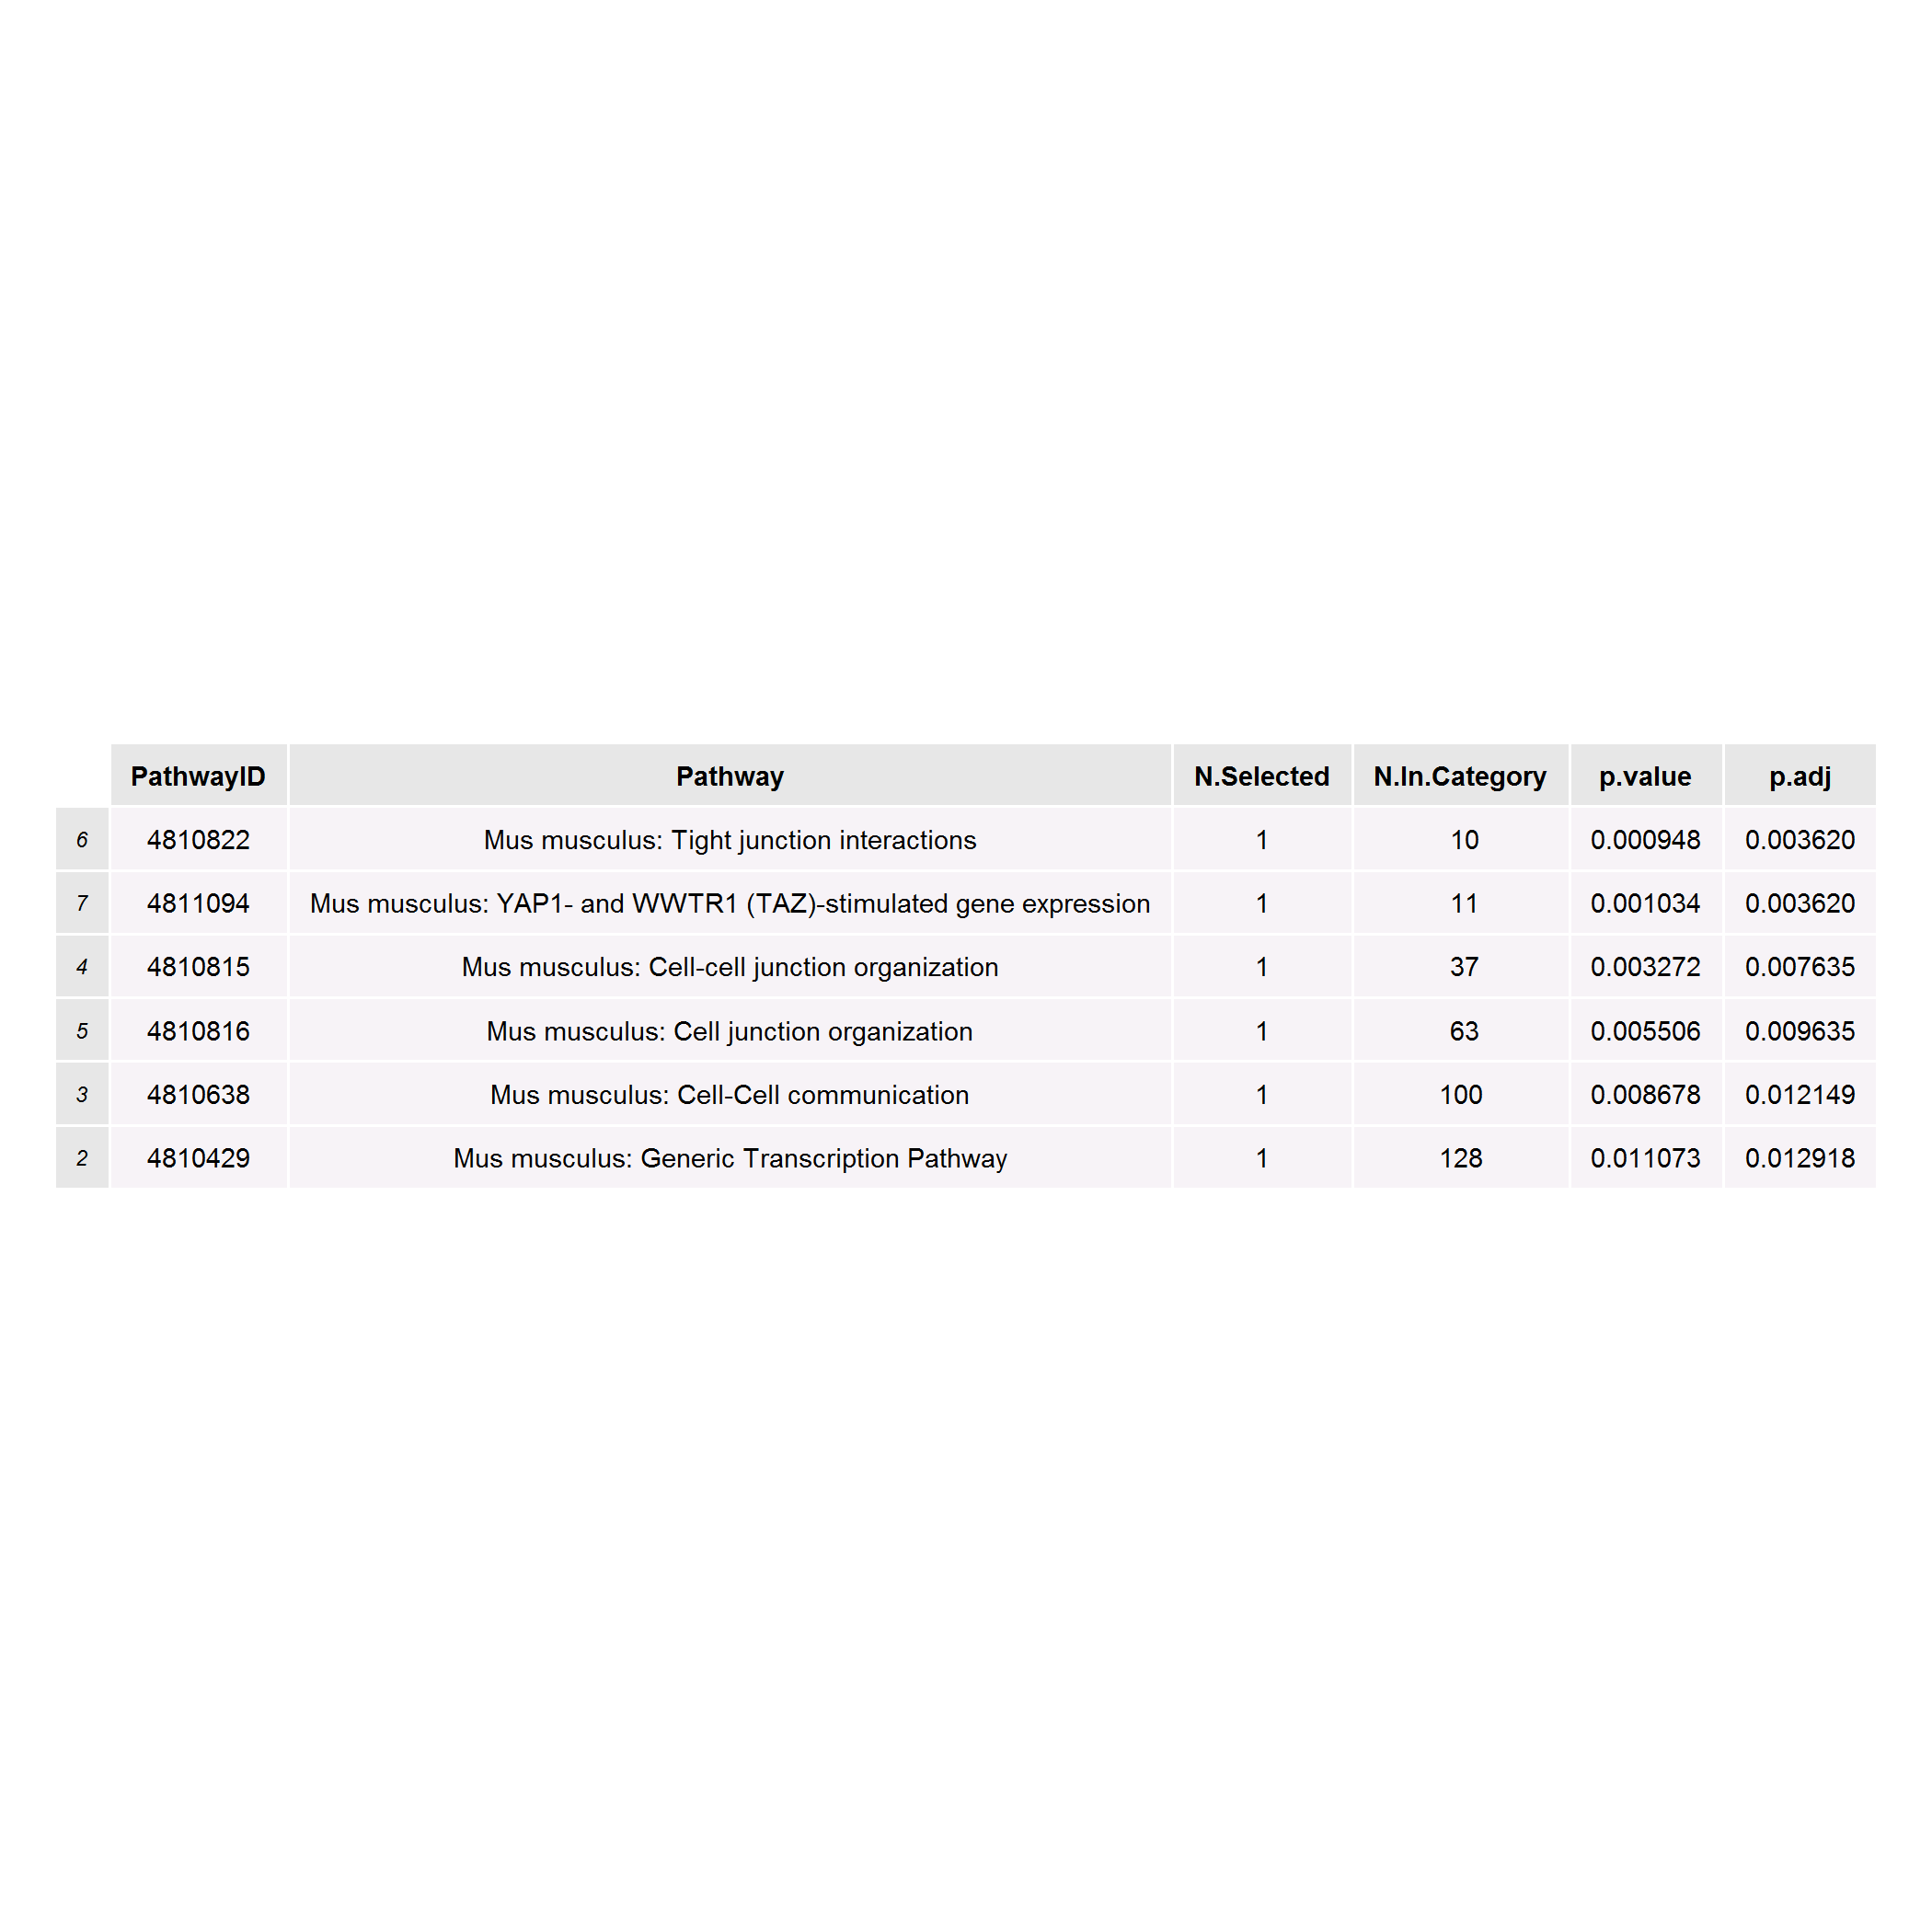 PathwayID Pathway N.Selected N.In.Category p.value p.adj
6 4810822 Mus musculus: Tight junction interactions 1 10 0.000948 0.003620
7 4811094 Mus musculus: YAP1- and WWTR1 (TAZ)-stimulated gene expression 1 11 0.001034 0.003620
4 4810815 Mus musculus: Cell-cell junction organization 1 37 0.003272 0.007635
5 4810816 Mus musculus: Cell junction organization 1 63 0.005506 0.009635
3 4810638 Mus musculus: Cell-Cell communication 1 100 0.008678 0.012149
2 4810429 Mus musculus: Generic Transcription Pathway 1 128 0.011073 0.012918